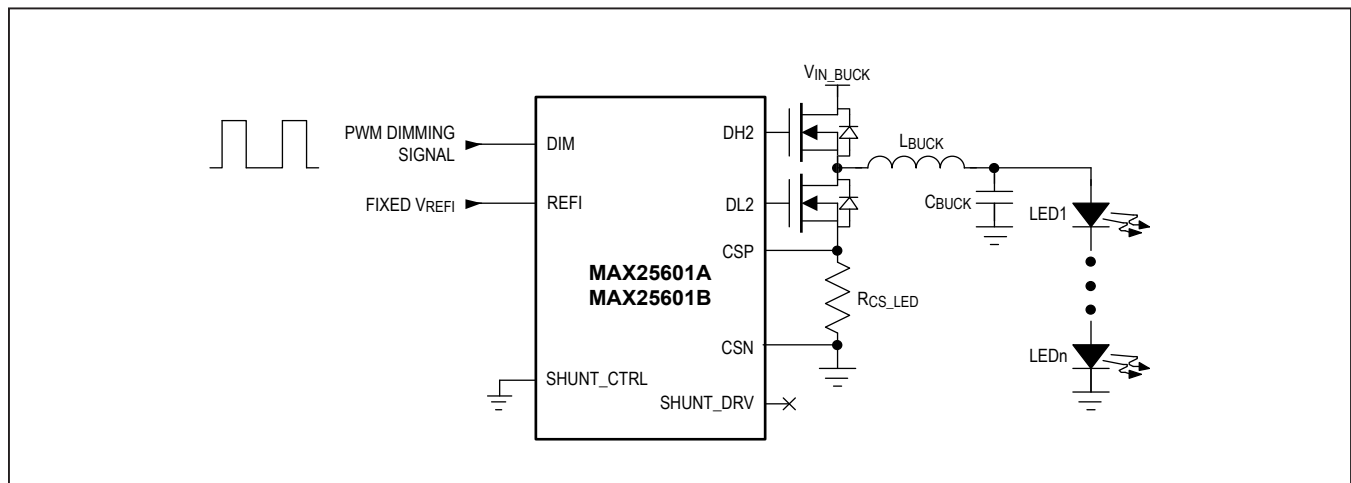 VIN_BUCK
PWM DIMMING
SIGNAL
DIM
DH2
LBUCK
FIXED VREFI
REFI
DL2
CBUCK
LED1
CSP
MAX25601A
MAX25601B
RCS_LED
CSN
LEDn
SHUNT_CTRL
SHUNT_DRV